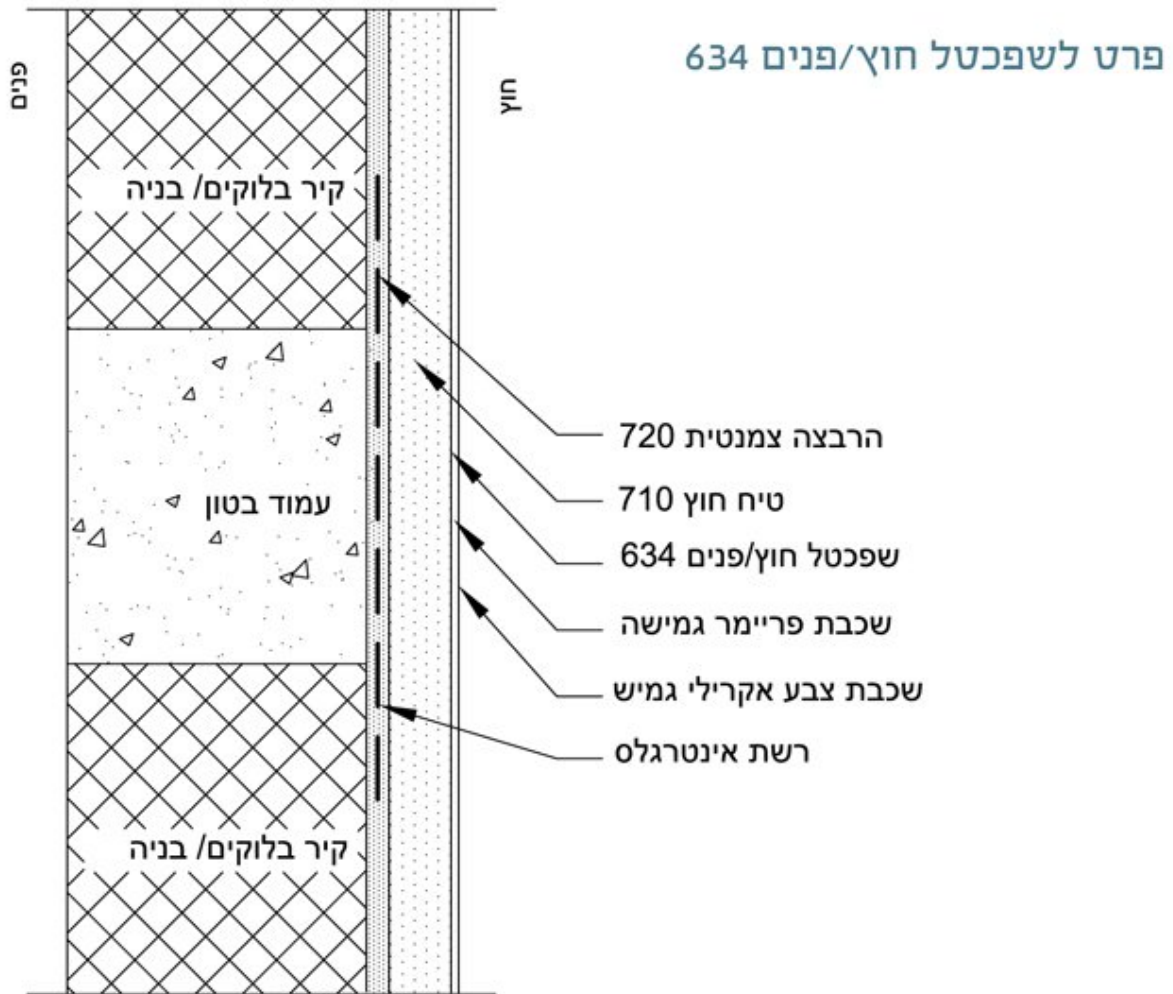 פרט לשפכטל חוץ/פנים 634
פנים
חוץ
קיר בלוקים/ בניה
עמוד בטון
קיר בלוקים/ בניה
הרבצה צמנטית 720
טיח חוץ 710
שפכטל חוץ/פנים 634
שכבת פריימר גמישה
שכבת צבע אקרילי גמיש
רשת אינטרגלס